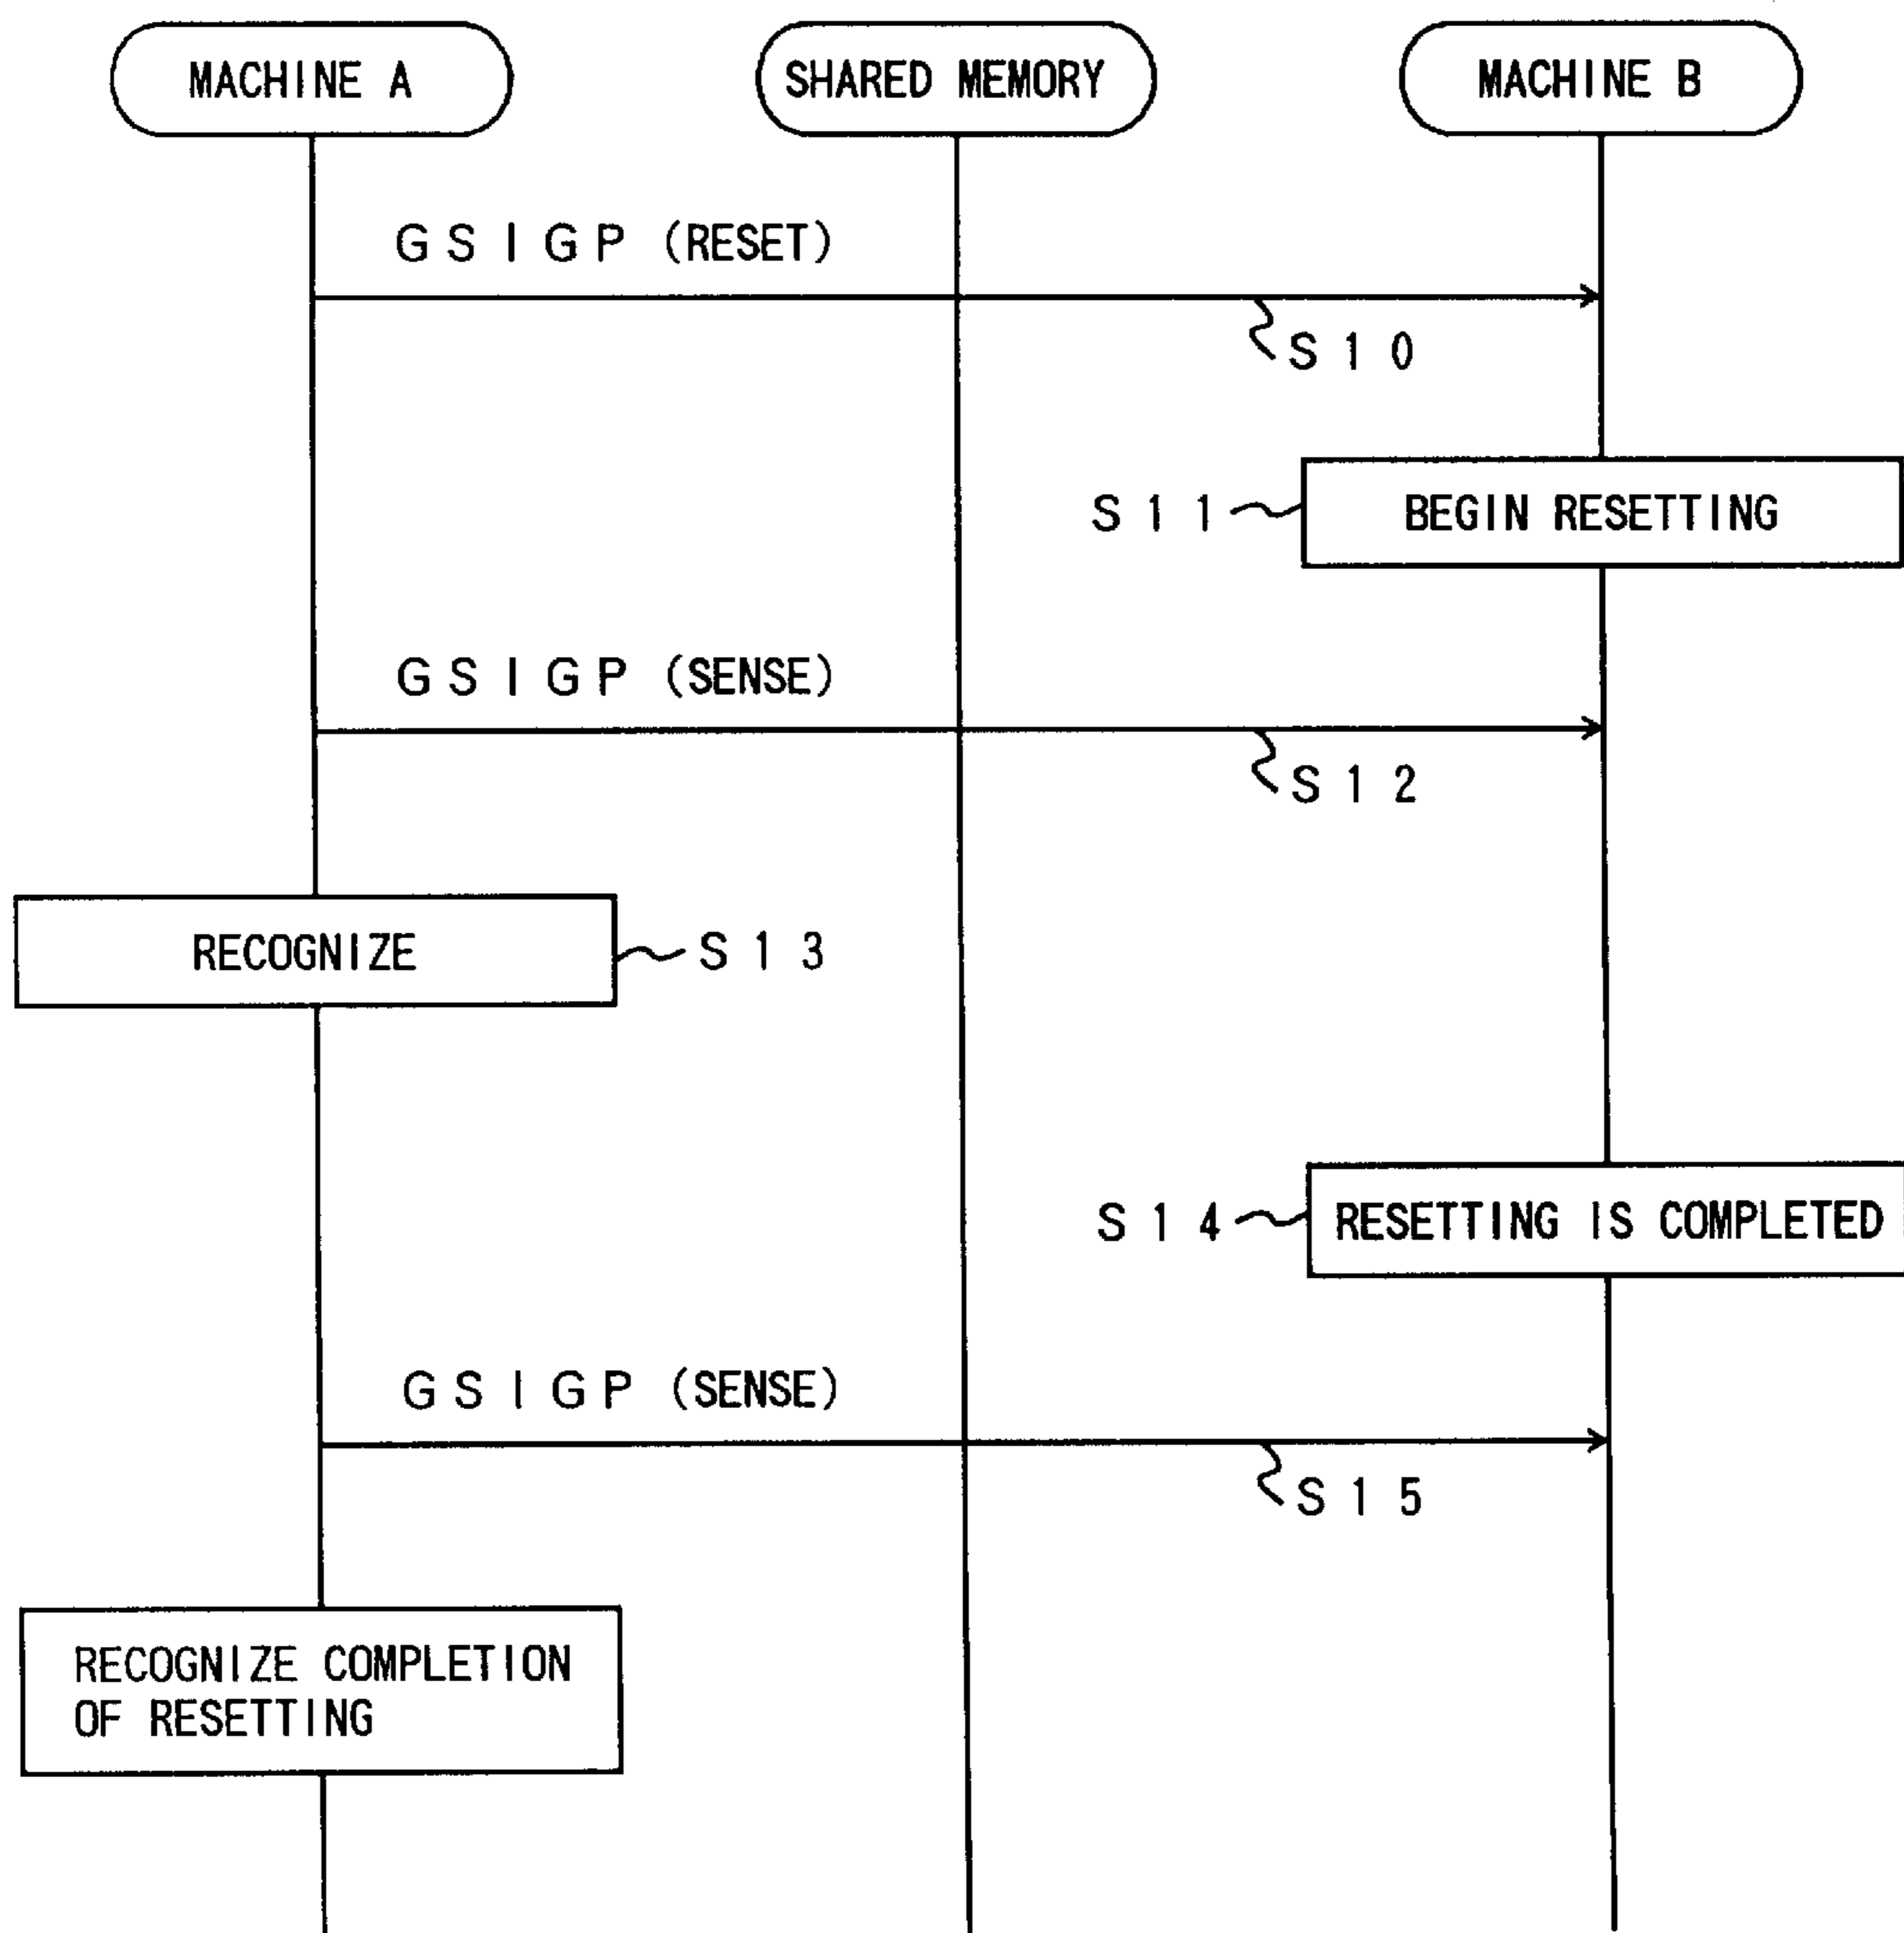 MACHINE A
SHARED MEMORY
MACHINE B
GSIGP (RESET)
S10
S11
BEGIN RESETTING
GSIGP (SENSE)
S12
RECOGNIZE
S13
S14
RESETTING IS COMPLETED
GSIGP (SENSE)
S15
RECOGNIZE COMPLETION
OF RESETTING